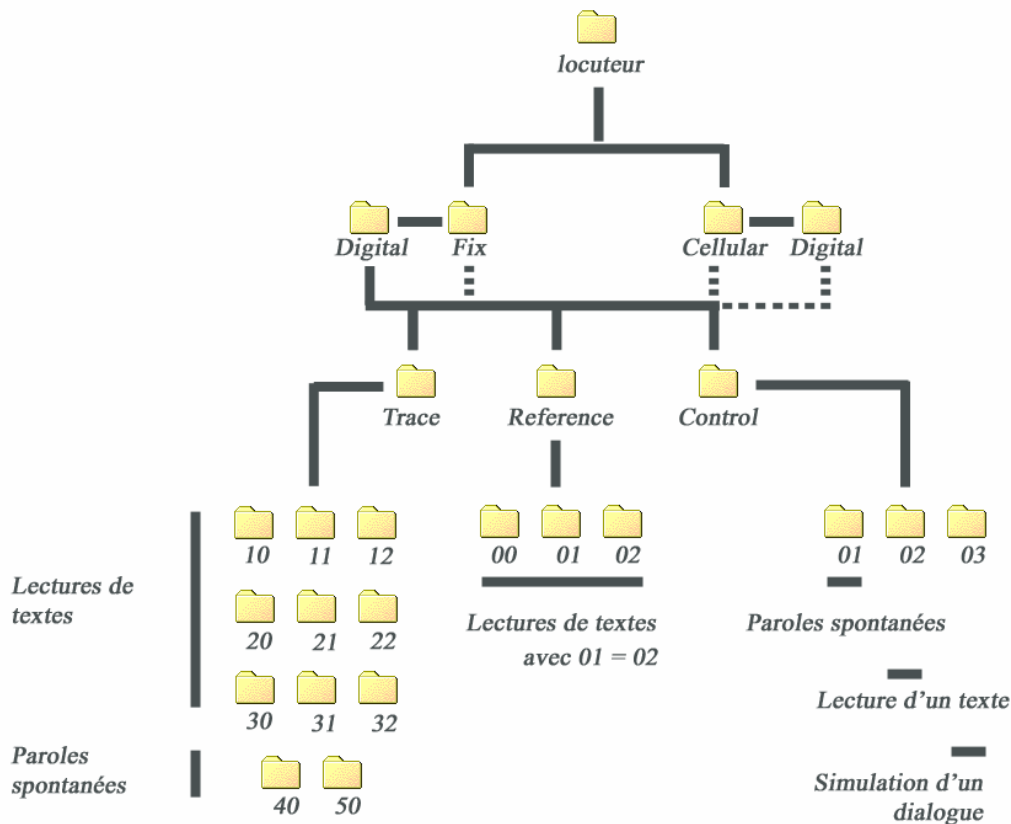 locuteur
Digital
Fix
Cellular
Digital
Trace
Reference
Control
10
11
12
20
21
22
30
31
32
40
50
Lectures de
textes
Paroles
spontanées
00
01
02
Lectures de textes
avec 01 = 02
01
02
03
Paroles spontanées
Lecture d'un texte
Simulation d'un
dialogue